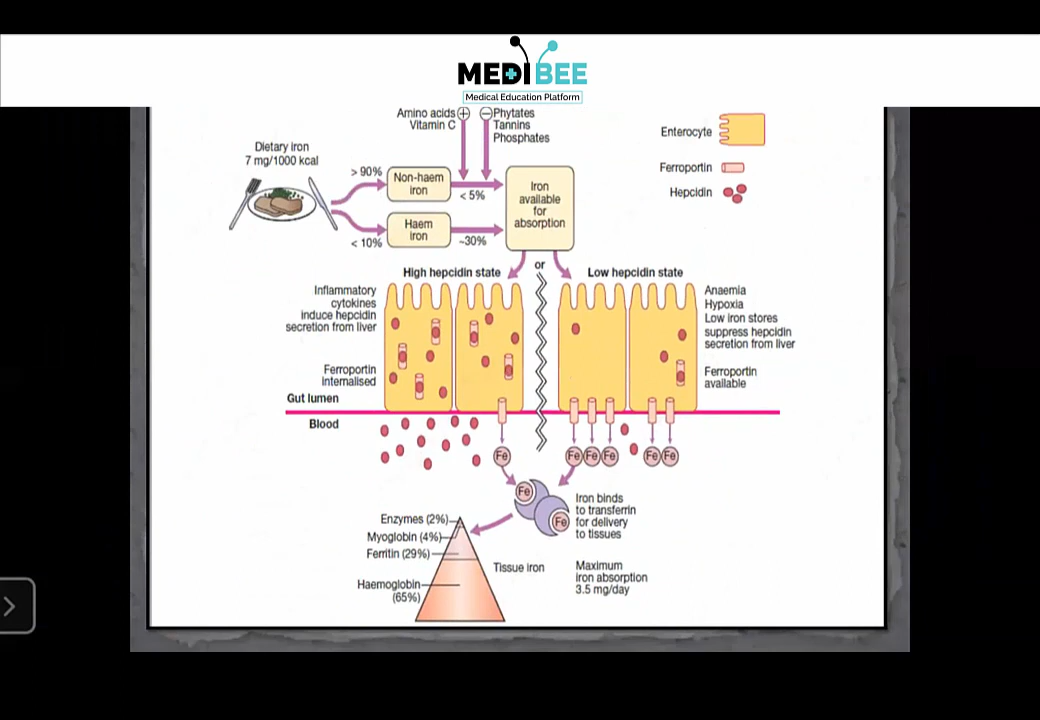 MEDI BEE
Medical Education Platform
Amino acids
Vitamin C
Phytates
Tannins
Phosphates
Enterocyte
Ferroportin
Hepcidin
Dietary iron
7 mg/1000 kcal
> 90%
Non-haem
iron
< 5%
< 10%
Haem
iron
~30%
Iron
available
for
absorption
High hepcidin state
or
Low hepcidin state
Inflammatory
cytokines
induce hepcidin
secretion from liver
Ferroportin
internalised
Anaemia
Hypoxia
Low iron stores
suppress hepcidin
secretion from liver
Ferroportin
available
Gut lumen
Blood
Fe
Fe Fe Fe
Fe Fe
Fe
Fe
Iron binds
to transferrin
for delivery
to tissues
Enzymes (2%)
Myoglobin (4%)
Ferritin (29%)
Haemoglobin
(65%)
Tissue iron
Maximum
iron absorption
3.5 mg/day